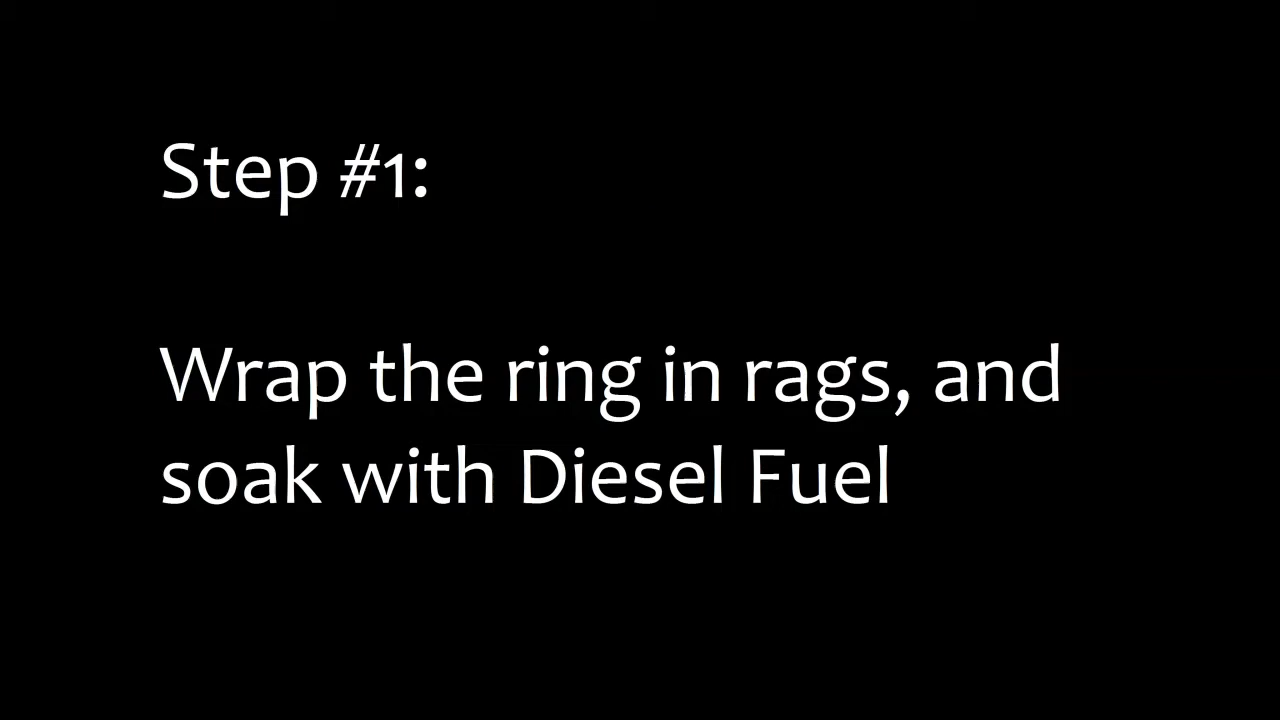 Step #1:
Wrap the ring in rags, and
soak with Diesel Fuel